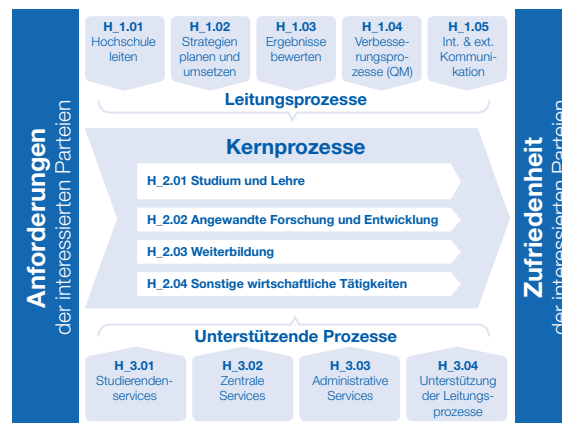 Anforderungen
der interessierten Parteien
H_1.01
Hochschule
leiten
H_1.02
Strategien
planen und
umsetzen
H_1.03
Ergebnisse
bewerten
H_1.04
Verbesse-
rungspro-
zesse (QM)
H_1.05
Int. & ext.
Kommuni-
kation
Leitungsprozesse
Kernprozesse
H_2.01 Studium und Lehre
H_2.02 Angewandte Forschung und Entwicklung
H_2.03 Weiterbildung
H_2.04 Sonstige wirtschaftliche Tätigkeiten
Unterstützende Prozesse
H_3.01
Studierenden-
services
H_3.02
Zentrale
Services
H_3.03
Administrative
Services
H_3.04
Unterstützung
der Leitungs-
prozesse
Zufriedenheit
der interessierten Parteien